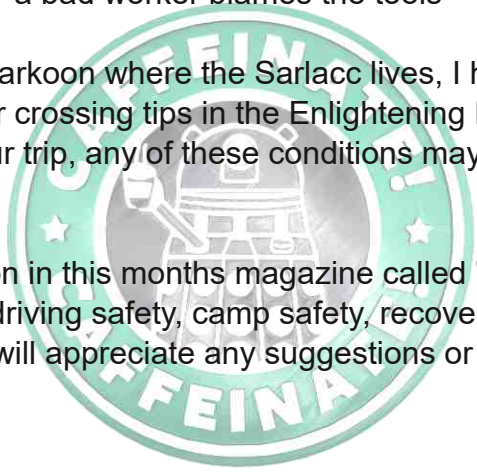 a bad worker blames the tools
CAFFEINATE!
arkoon where the Sarlacc lives, I h
r crossing tips in the Enlightening
ur trip, any of these conditions may
on in this months magazine called
driving safety, camp safety, recove
will appreciate any suggestions or
CAFFEINATE!